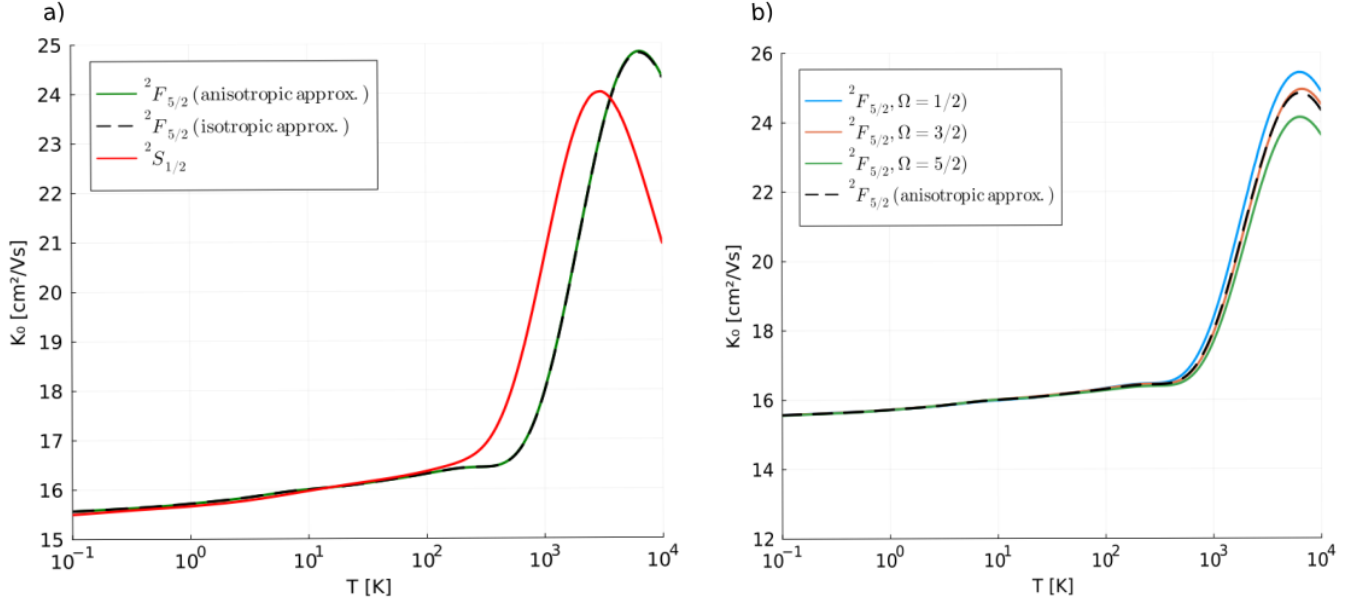 a)
25
24
23
22
21
20
19
18
17
16
15
K₀ [cm²/Vs]
²F₅/₂ (anisotropic approx.)
²F₅/₂ (isotropic approx.)
²S₁/₂
10⁻¹ 10⁰ 10¹ 10² 10³ 10⁴
T [K]
b)
26
24
22
20
18
16
14
12
K₀ [cm²/Vs]
²F₅/₂, Ω = 1/2)
²F₅/₂, Ω = 3/2)
²F₅/₂, Ω = 5/2)
²F₅/₂ (anisotropic approx.)
10⁻¹ 10⁰ 10¹ 10² 10³ 10⁴
T [K]